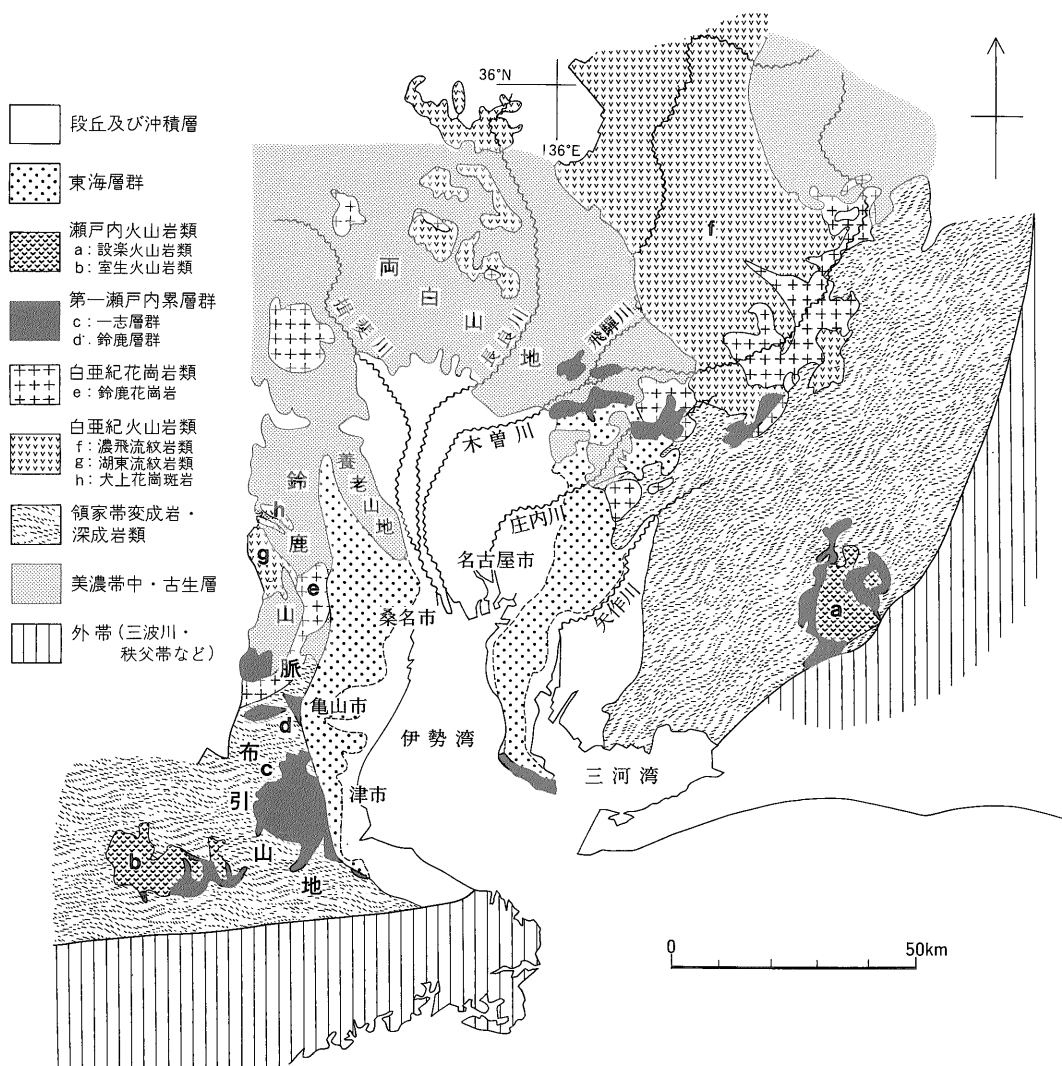 段丘及び沖積層
東海層群
瀬戸内火山岩類
a：設楽火山岩類
b：室生火山岩類
第一瀬戸内累層群
c：一志層群
d：鈴鹿層群
白亜紀花崗岩類
e：鈴鹿花崗岩
白亜紀火山岩類
f：濃飛流紋岩類
g：湖東流紋岩類
h：犬上花崗斑岩
領家帯変成岩・
深成岩類
美濃帯中・古生層
外帯（三波川・
秩父帯など）
36°N
136°E
f
両白山地
揖斐川
長良川
飛騨川
木曽川
養老山地
鈴鹿山脈
h
g
e
庄内川
名古屋市
矢作川
桑名市
a
亀山市
d
伊勢湾
三河湾
布引山地
c
津市
b
0 50km